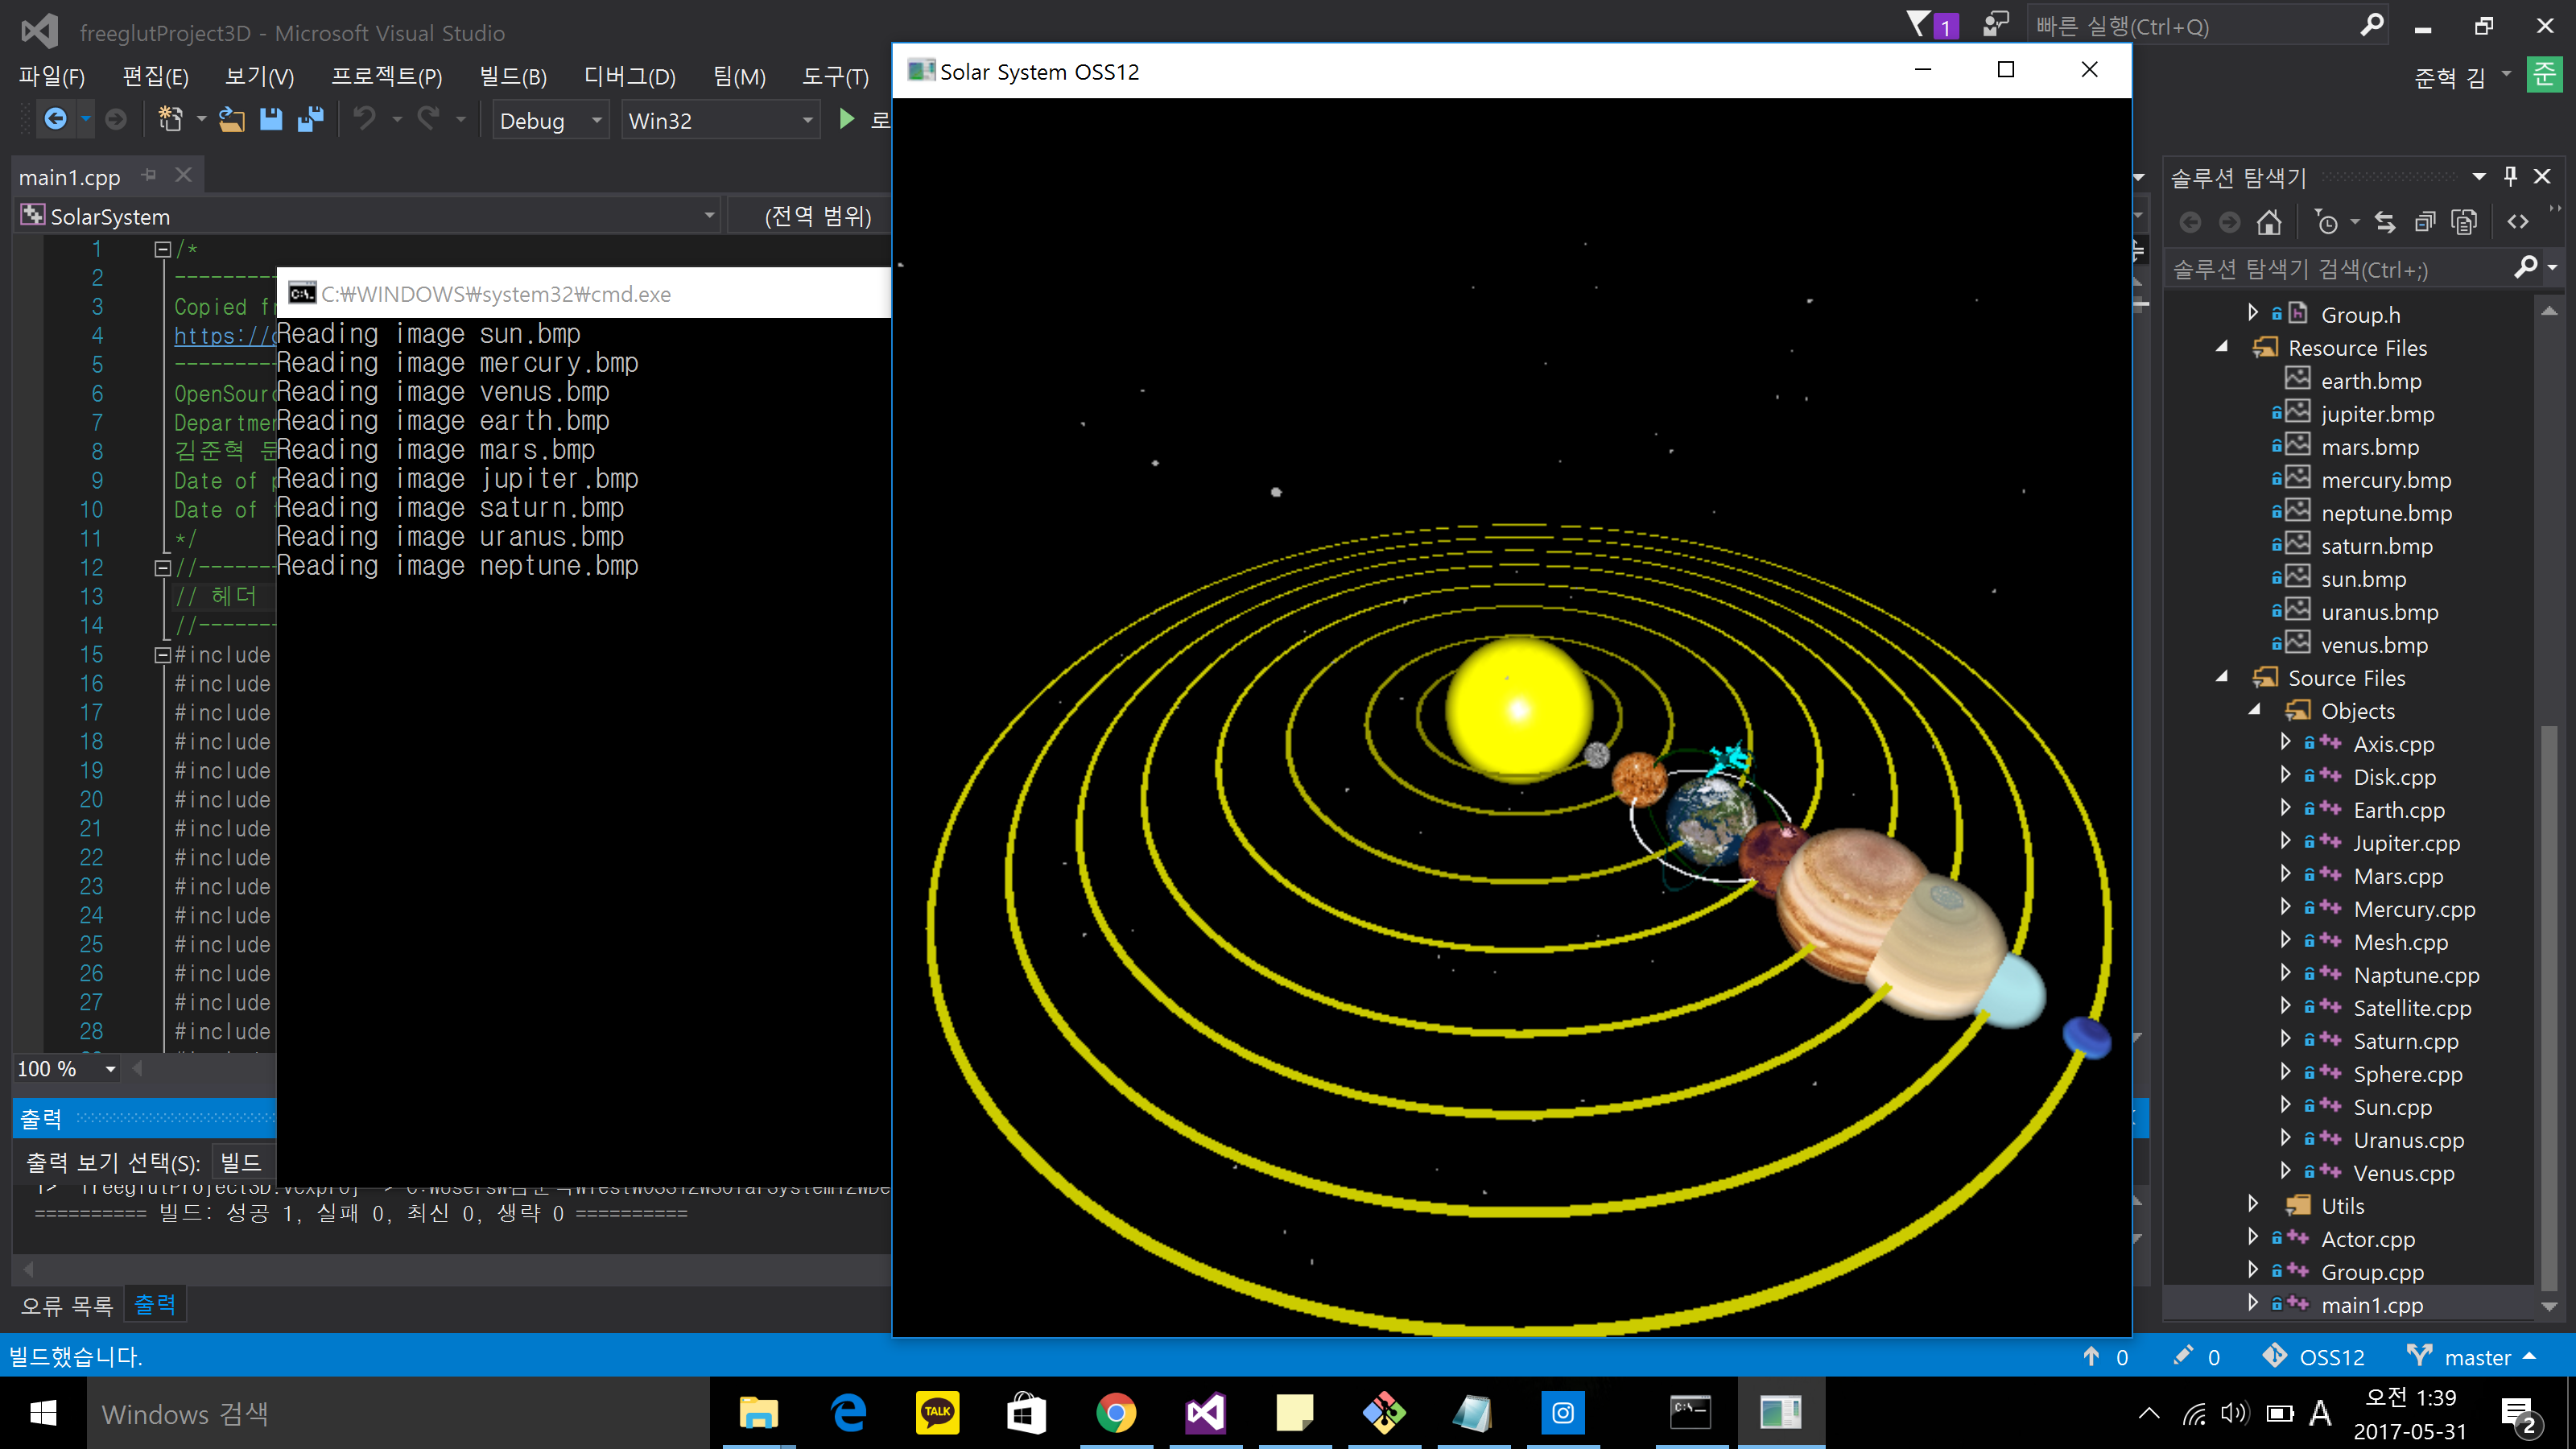 freeglutProject3D - Microsoft Visual Studio
1
빠른 실행(Ctrl+Q)
파일(F) 편집(E) 보기(V) 프로젝트(P) 빌드(B) 디버그(D) 팀(M) 도구(T)
준혁 김
준
Debug Win32
main1.cpp
SolarSystem (전역 범위)
1 /*
2
3 Copied
4 https://
5
6
7
8 김준혁
9 Date of
10 Date of
11 */
12 //--------
13 // 헤더
14 //--------
15 #include
16 #include
17 #include
18 #include
19 #include
20 #include
21 #include
22 #include
23 #include
24 #include
25 #include
26 #include
27 #include
28 #include
100 %
출력
출력 보기 선택(S): 빌드
========== 빌드: 성공 1, 실패 0, 최신 0, 생략 0 ==========
오류 목록 출력
빌드했습니다.
C:₩WINDOWS₩system32₩cmd.exe
Reading image sun.bmp
Reading image mercury.bmp
Reading image venus.bmp
Reading image earth.bmp
Reading image mars.bmp
Reading image jupiter.bmp
Reading image saturn.bmp
Reading image uranus.bmp
Reading image neptune.bmp
Solar System OSS12
솔루션 탐색기
솔루션 탐색기 검색(Ctrl+;)
Group.h
Resource Files
earth.bmp
jupiter.bmp
mars.bmp
mercury.bmp
neptune.bmp
saturn.bmp
sun.bmp
uranus.bmp
venus.bmp
Source Files
Objects
Axis.cpp
Disk.cpp
Earth.cpp
Jupiter.cpp
Mars.cpp
Mercury.cpp
Mesh.cpp
Naptune.cpp
Satellite.cpp
Saturn.cpp
Sphere.cpp
Sun.cpp
Uranus.cpp
Venus.cpp
Utils
Actor.cpp
Group.cpp
main1.cpp
0 0 OSS12 master
Windows 검색
TALK
A
오전 1:39
2017-05-31
2